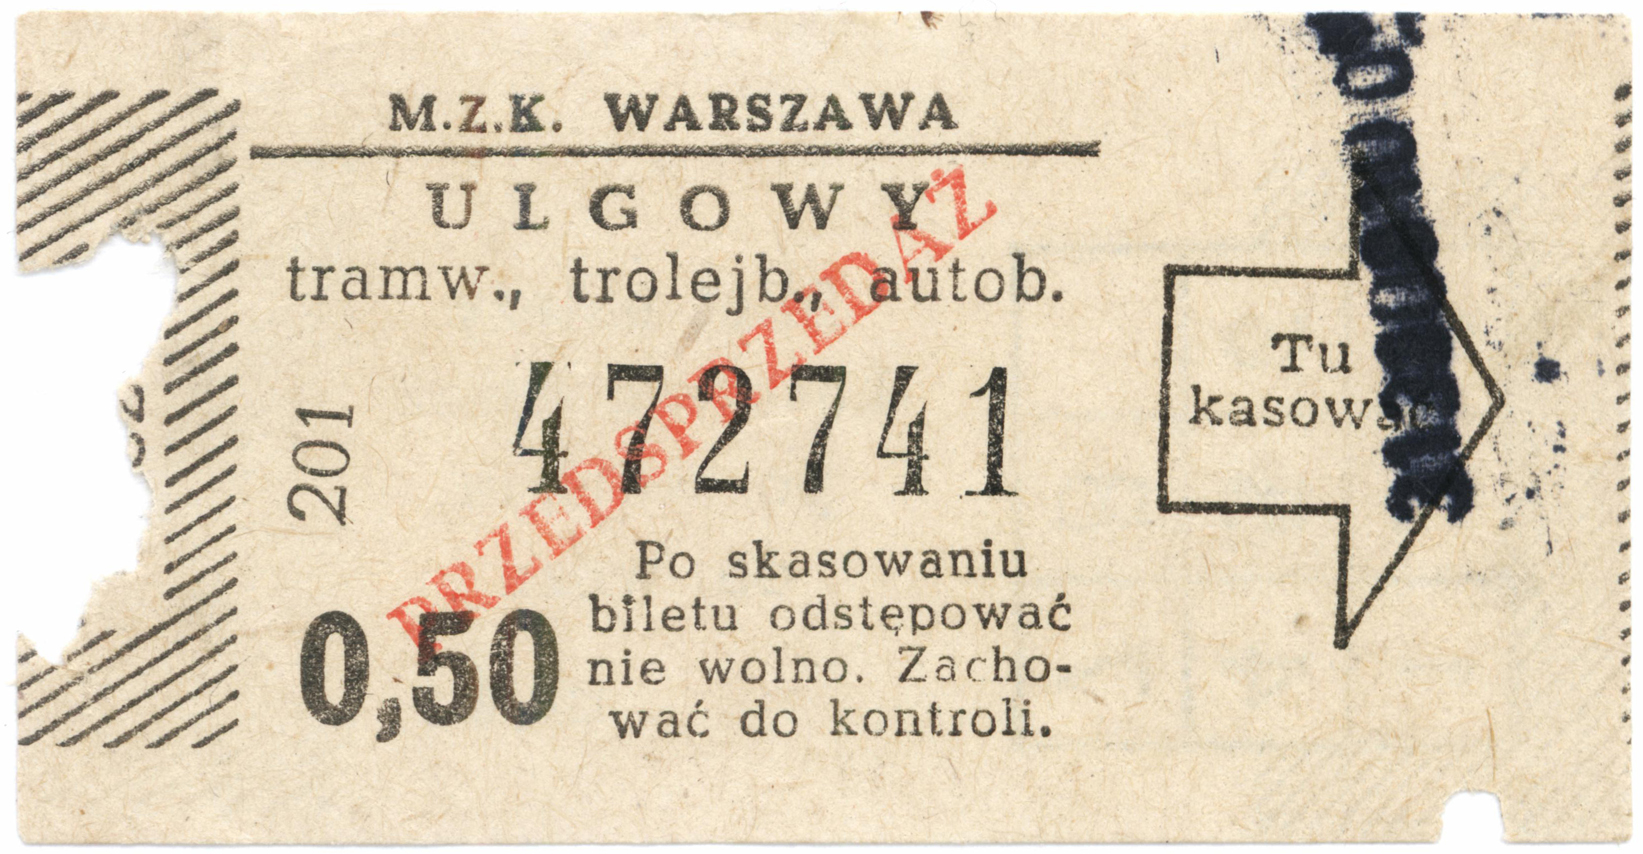 M.Z.K. WARSZAWA
ULGOWY
tramw., trolejb., autob.
PRZEDSPRZEDAŻ
472741
201
0,50
Po skasowaniu
biletu odstępować
nie wolno. Zacho-
wać do kontroli.
Tu
kasować